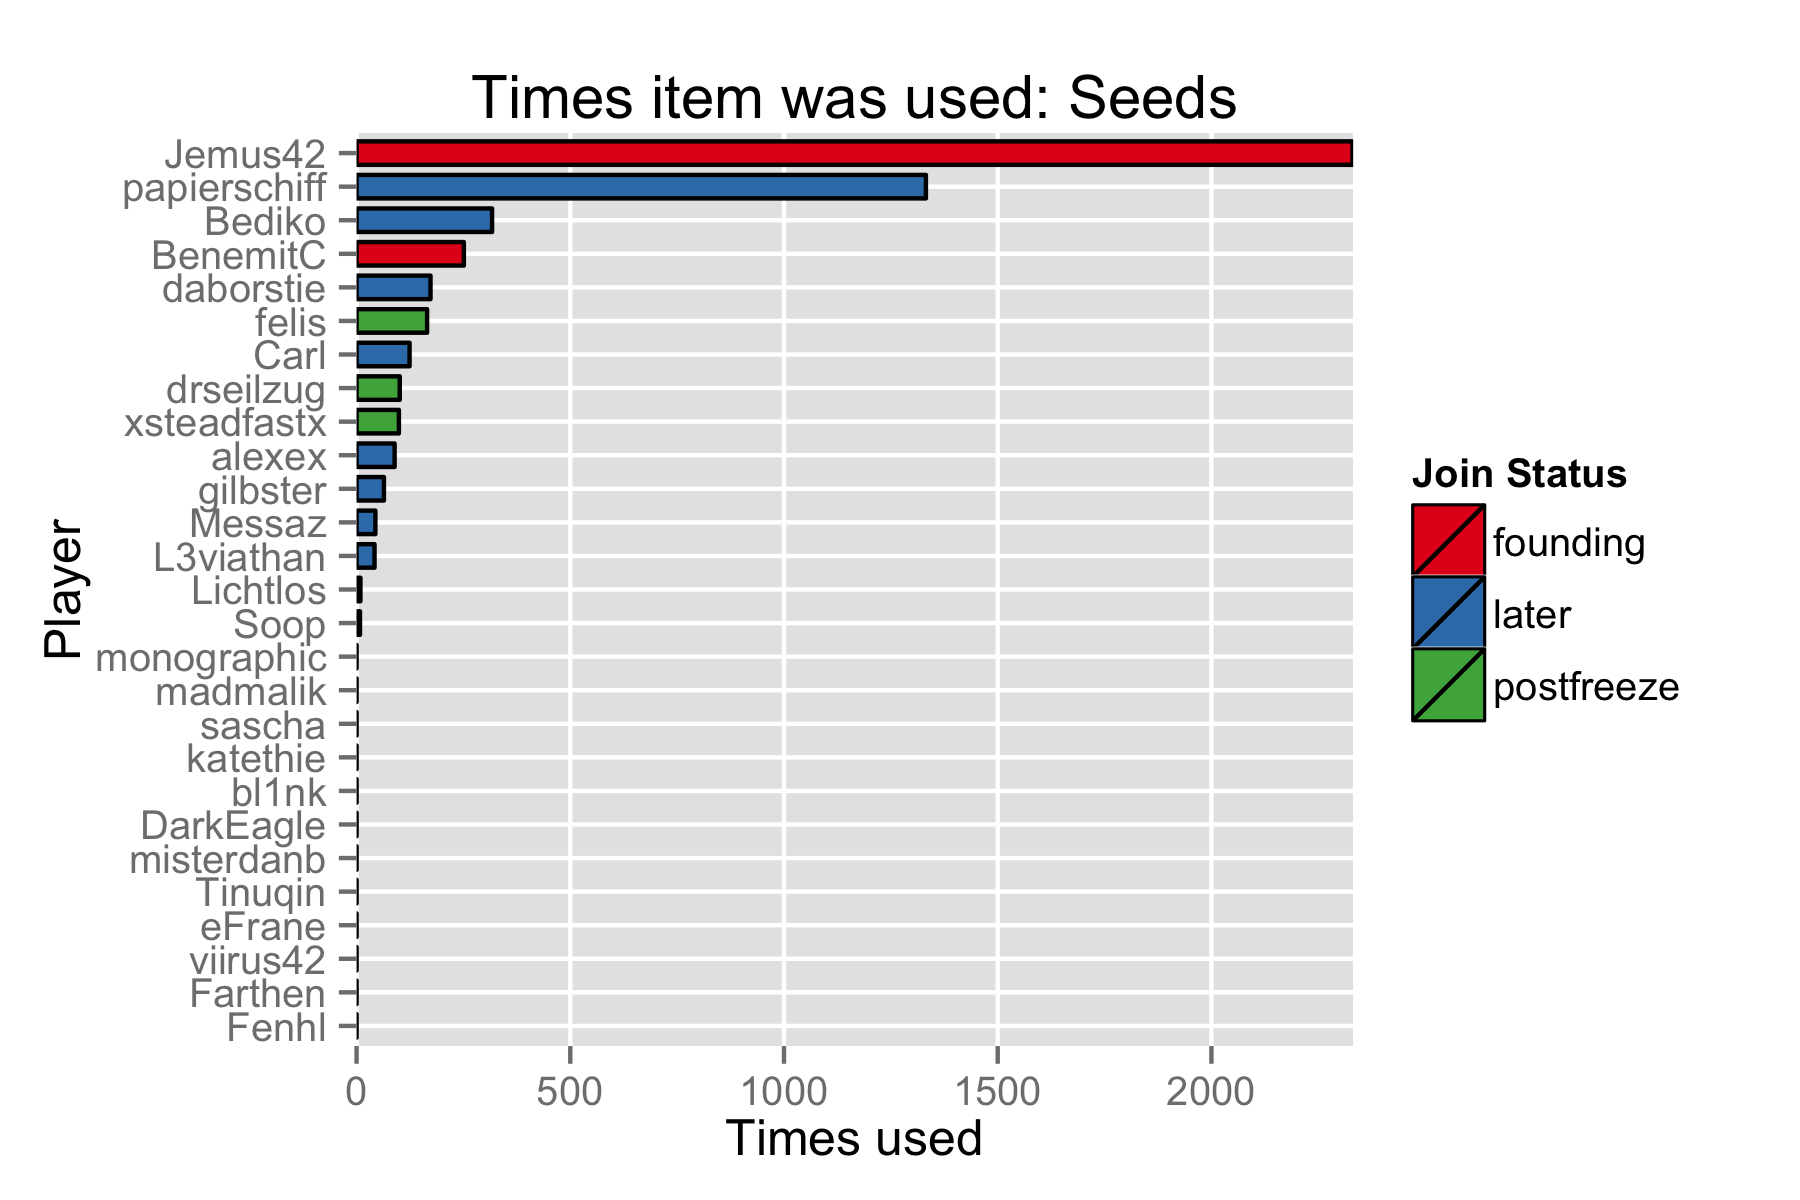 Times item was used: Seeds
Jemus42
papierschiff
Bediko
BenemitC
daborstie
felis
Carl
drseilzug
xsteadfastx
alexex
gilbster
Messaz
L3viathan
Lichtlos
Soop
monographic
madmalik
sascha
katethie
bl1nk
DarkEagle
misterdanb
Tinuqin
eFrane
viirus42
Farthen
Fenhl
Player
0 500 1000 1500 2000
Times used
Join Status
founding
later
postfreeze